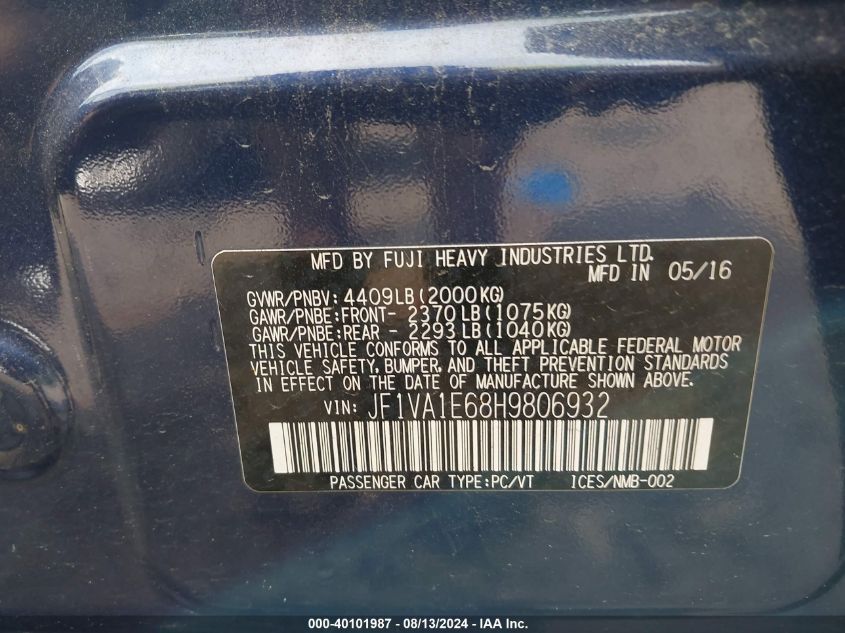 MFD BY FUJI HEAVY INDUSTRIES LTD.
MFD IN 05/16
GVWR/PNBV: 4409LB(2000KG)
GAWR/PNBE:FRONT- 2370LB(1075KG)
GAWR/PNBE:REAR - 2293LB(1040KG)
THIS VEHICLE CONFORMS TO ALL APPLICABLE FEDERAL MOTOR
VEHICLE SAFETY, BUMPER, AND THEFT PREVENTION STANDARDS
IN EFFECT ON THE DATE OF MANUFACTURE SHOWN ABOVE.
VIN: JF1VA1E68H9806932
PASSENGER CAR TYPE:PC/VT ICES/NMB-002
000-40101987 - 08/13/2024 - IAA Inc.